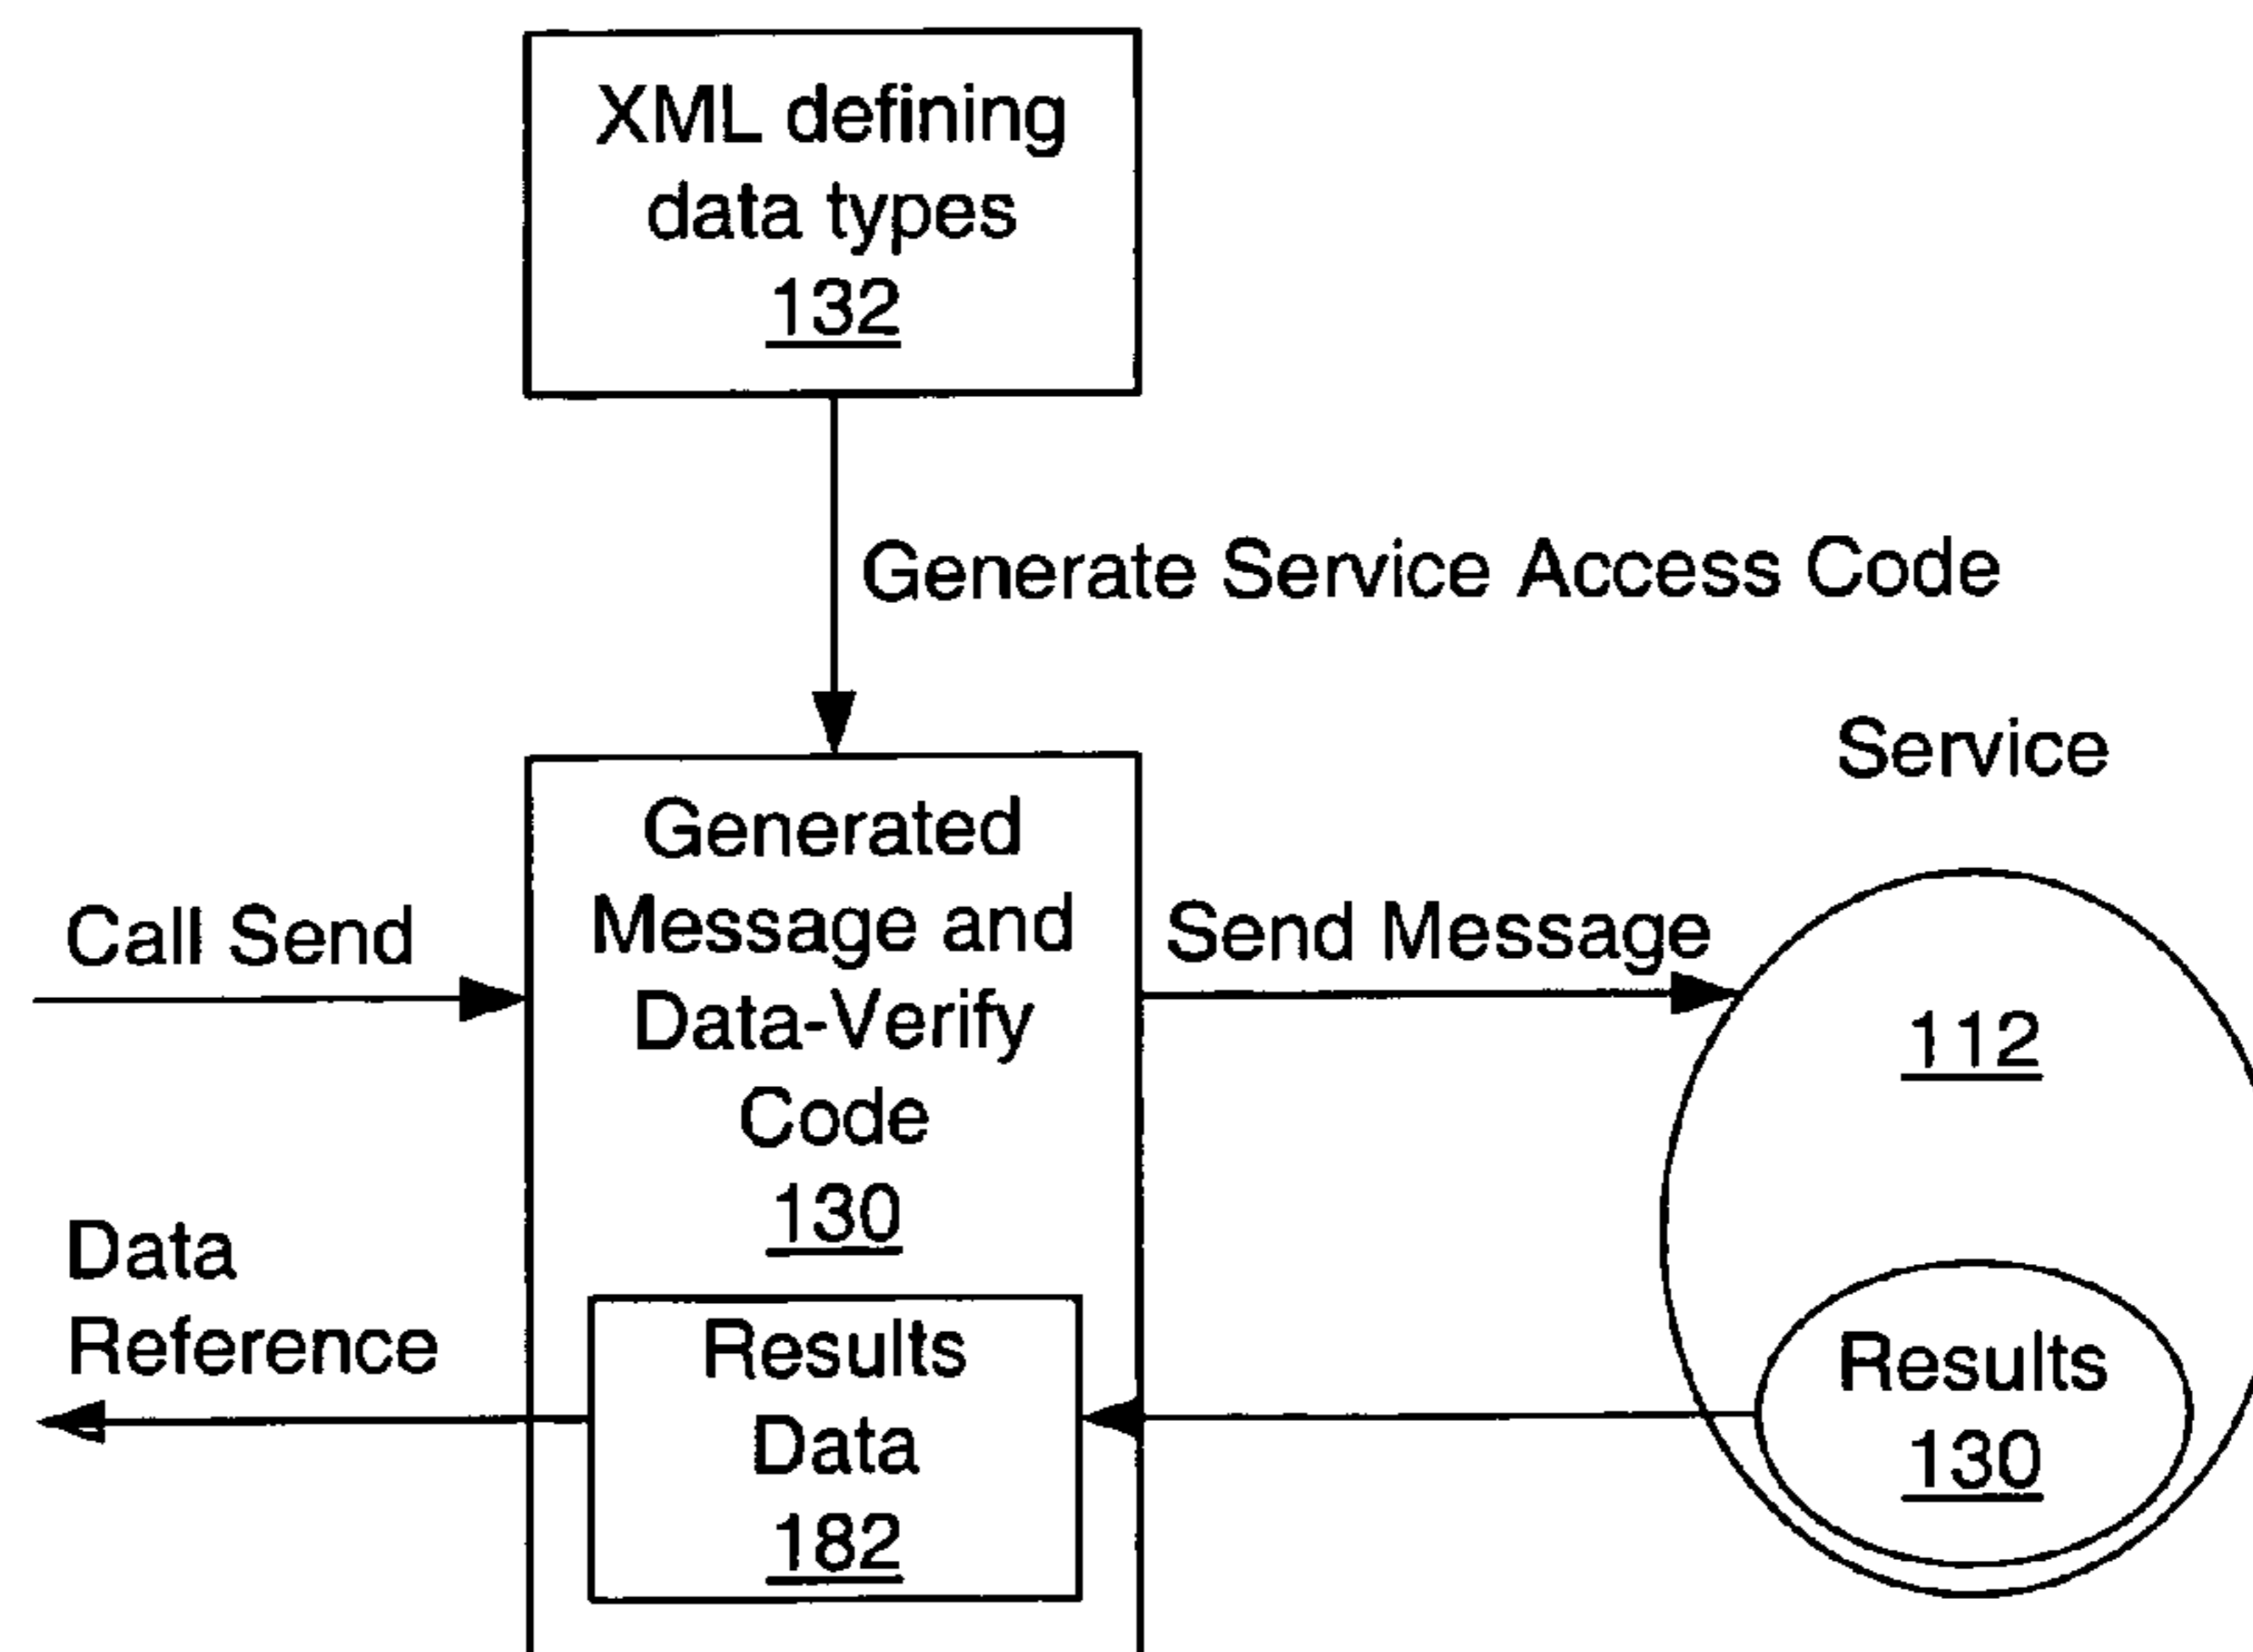 XML defining
data types
132
Generate Service Access Code
Service
Generated
Message and
Data-Verify
Code
130
Call Send
Send Message
112
Data
Reference
Results
Data
182
Results
130